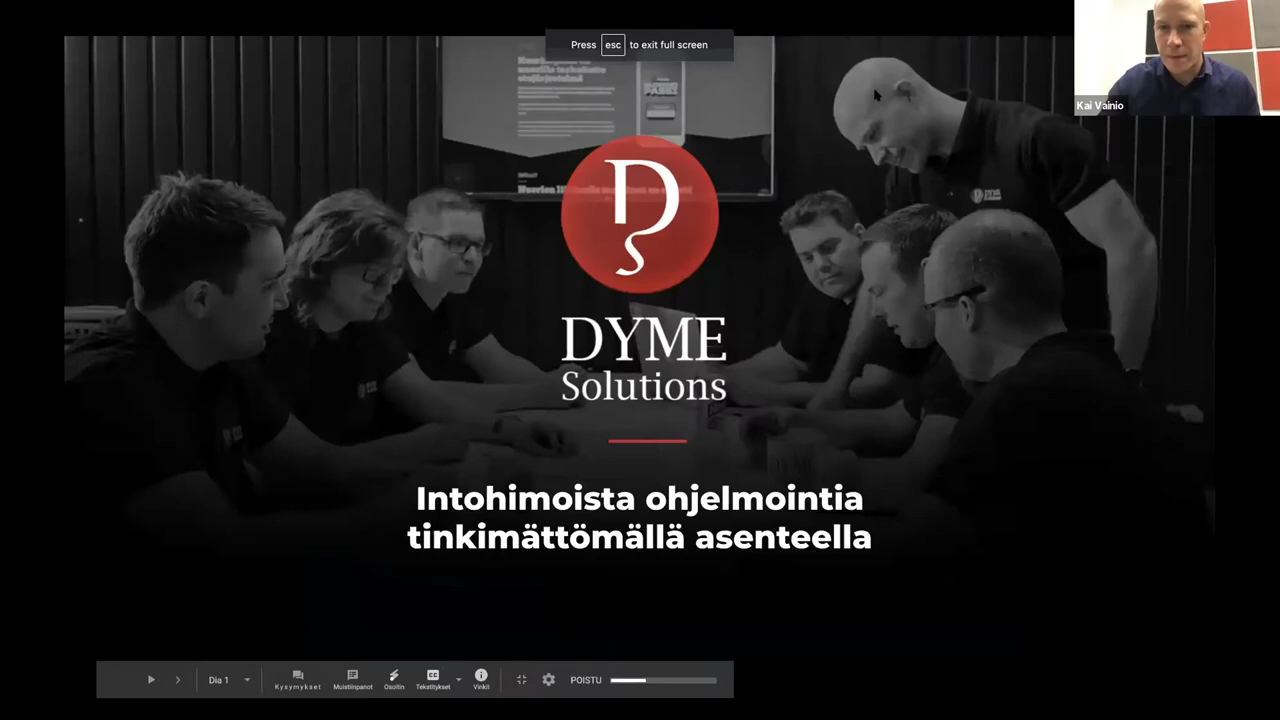 Press esc to exit full screen
Kai Vainio
DYME
Solutions
Intohimoista ohjelmointia
tinkimättömällä asenteella
Dia 1
Kysymykset
Muistiinpanot
Osoitin
Tekstitykset
Vinkit
POISTU